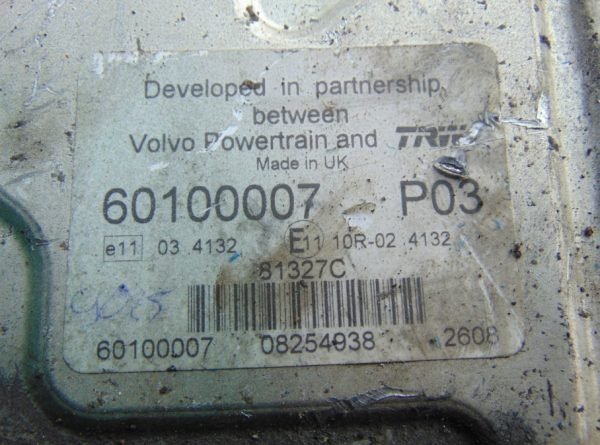 Developed in partnership
between
Volvo Powertrain and TRW
Made in UK
60100007 P03
e11 03 4132 E11 10R-02 4132
81327C
60100007 08254938 2608